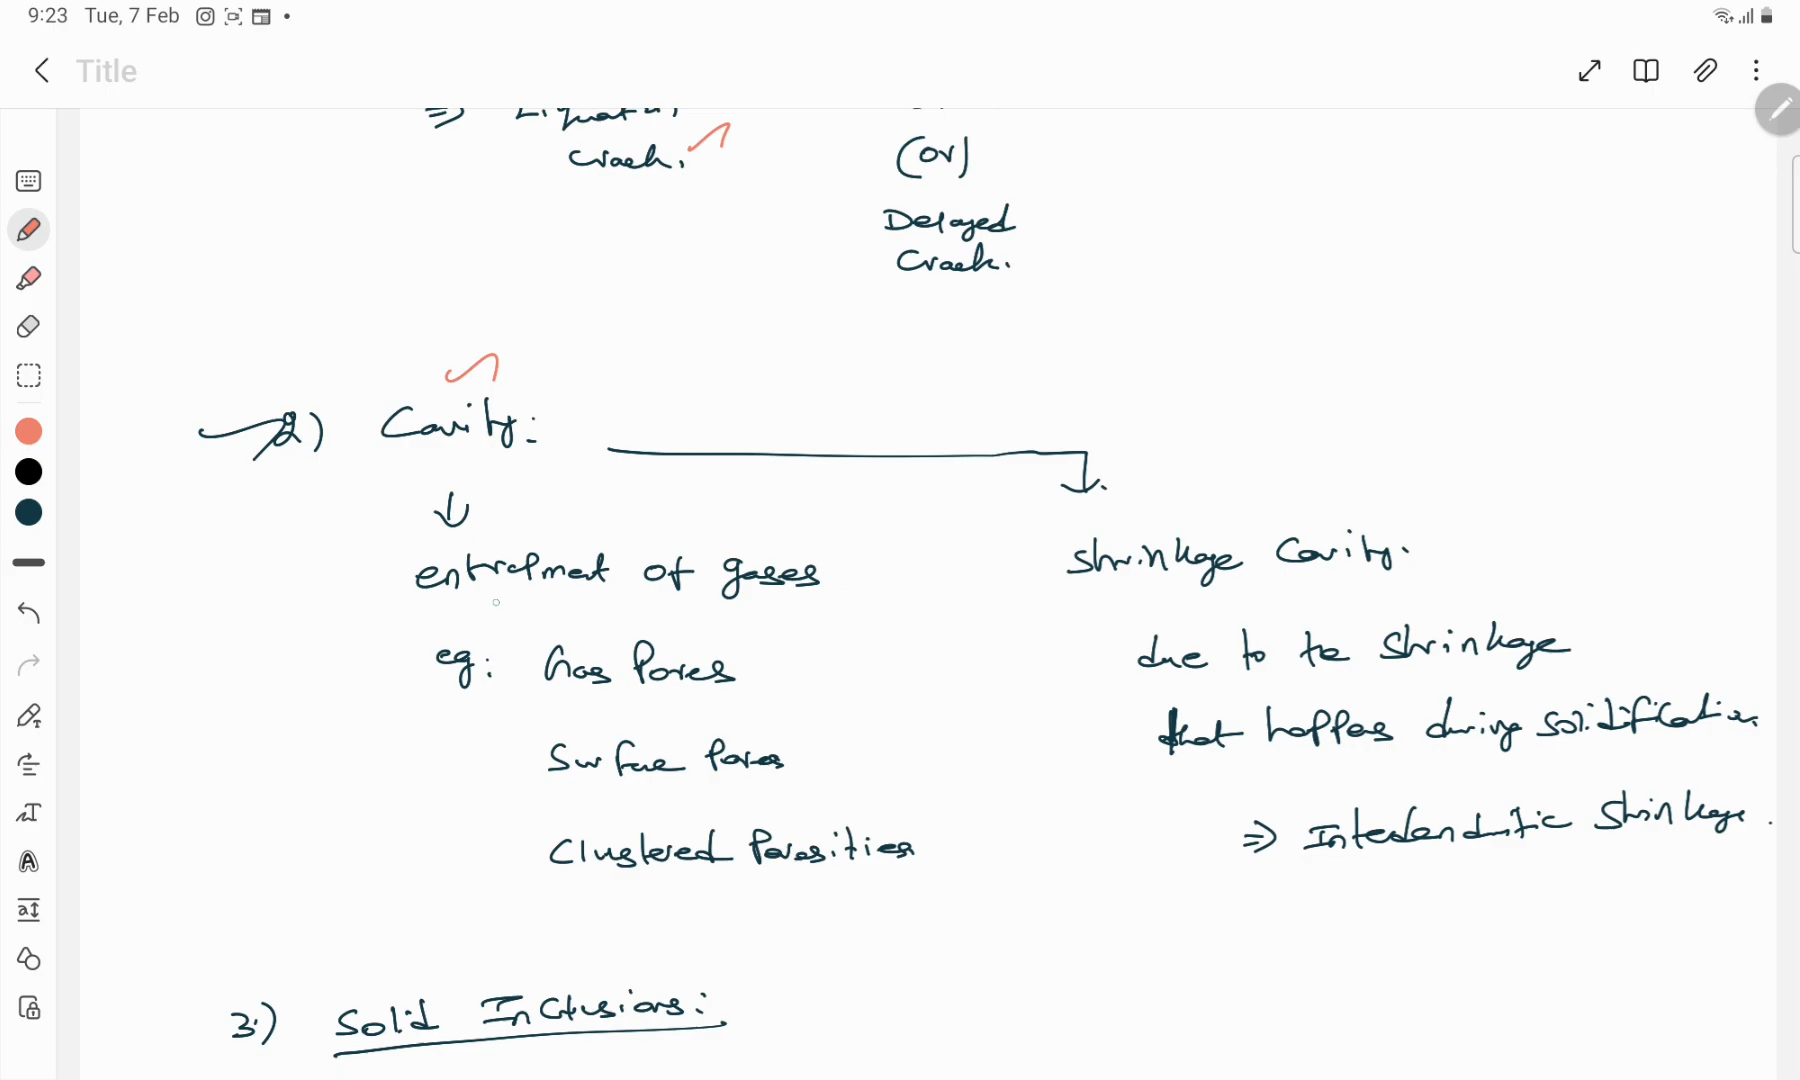 9:23 Tue, 7 Feb
Title
crack.
(or)
Delayed
Crack.
2) Cavity:
entrapment of gases
eg: Gas Pores
Surface Pores
Clustered Porosities
Shrinkage Cavity.
due to te shrinkage
that happens during solidification
⇒ Interdendritic Shrinkage.
3) Solid Inclusions: